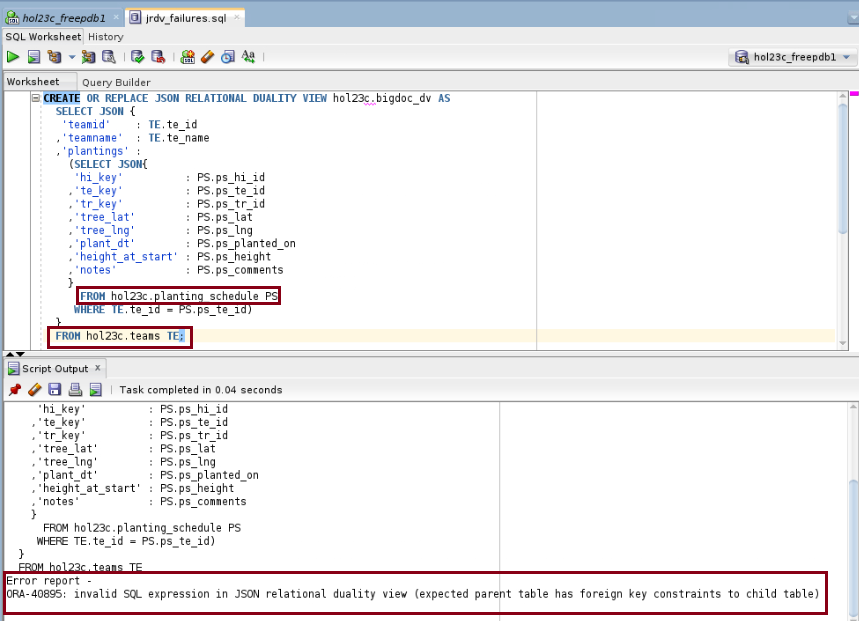 hol23c_freepdb1
jrdv_failures.sql
SQL Worksheet History
hol23c_freepdb1
Worksheet Query Builder
CREATE OR REPLACE JSON RELATIONAL DUALITY VIEW hol23c.bigdoc_dv AS
SELECT JSON {
'teamid' : TE.te_id
,'teamname' : TE.te_name
,'plantings' :
(SELECT JSON{
'hi_key' : PS.ps_hi_id
,'te_key' : PS.ps_te_id
,'tr_key' : PS.ps_tr_id
,'tree_lat' : PS.ps_lat
,'tree_lng' : PS.ps_lng
,'plant_dt' : PS.ps_planted_on
,'height_at_start' : PS.ps_height
,'notes' : PS.ps_comments
}
FROM hol23c.planting_schedule PS
WHERE TE.te_id = PS.ps_te_id)
}
FROM hol23c.teams TE;
Script Output x
Task completed in 0.04 seconds
'hi_key' : PS.ps_hi_id
,'te_key' : PS.ps_te_id
,'tr_key' : PS.ps_tr_id
,'tree_lat' : PS.ps_lat
,'tree_lng' : PS.ps_lng
,'plant_dt' : PS.ps_planted_on
,'height_at_start' : PS.ps_height
,'notes' : PS.ps_comments
}
FROM hol23c.planting_schedule PS
WHERE TE.te_id = PS.ps_te_id)
}
FROM hol23c.teams TE
Error report -
ORA-40895: invalid SQL expression in JSON relational duality view (expected parent table has foreign key constraints to child table)